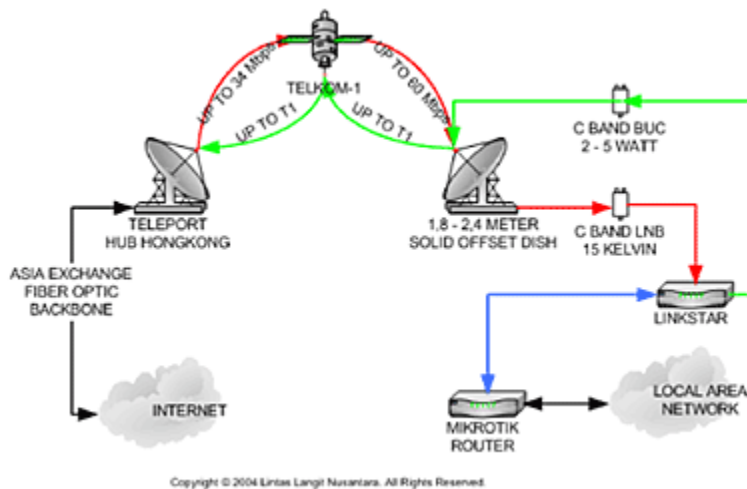 UP TO 34 Mbps
UP TO 60 Mbps
TELKOM-1
UP TO T1
UP TO T1
C BAND BUC
2 - 5 WATT
TELEPORT
HUB HONGKONG
1,8 - 2,4 METER
SOLID OFFSET DISH
C BAND LNB
15 KELVIN
ASIA EXCHANGE
FIBER OPTIC
BACKBONE
LINKSTAR
INTERNET
MIKROTIK
ROUTER
LOCAL AREA
NETWORK
Copyright © 2004 Lintas Langit Nusantara. All Rights Reserved.